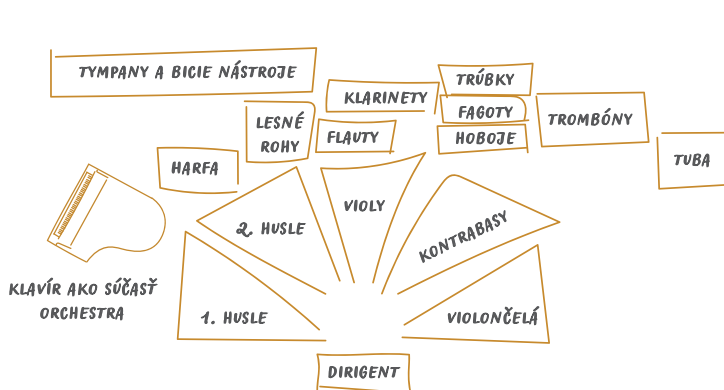 TYMPANY A BICIE NÁSTROJE
KLARINETY
TRÚBKY
LESNÉ
ROHY
FLAUTY
FAGOTY
HOBOJE
TROMBÓNY
TUBA
HARFA
2. HUSLE
VIOLY
KONTRABASY
KLAVÍR AKO SÚČASŤ
ORCHESTRA
1. HUSLE
VIOLONČELÁ
DIRIGENT